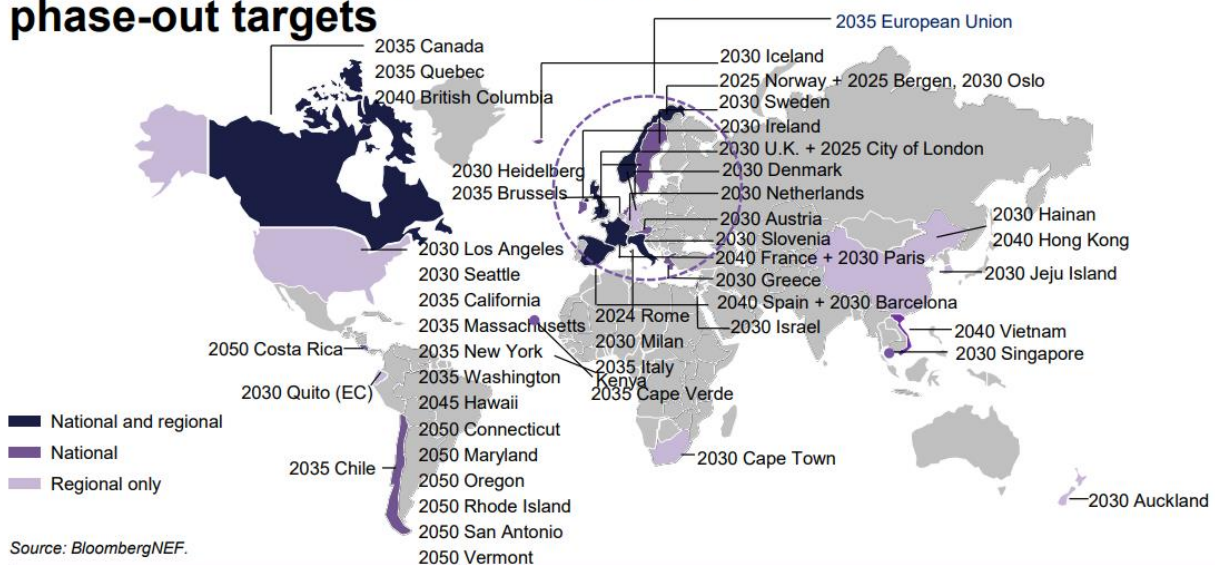 phase-out targets
2035 Canada
2035 Quebec
2040 British Columbia
2035 European Union
2030 Iceland
2025 Norway + 2025 Bergen, 2030 Oslo
2030 Sweden
2030 Ireland
2030 U.K. + 2025 City of London
2030 Denmark
2030 Netherlands
2030 Heidelberg
2035 Brussels
2030 Austria
2030 Slovenia
2040 France + 2030 Paris
2030 Greece
2040 Spain + 2030 Barcelona
2030 Israel
2024 Rome
2030 Milan
2035 Italy
Kenya
2035 Cape Verde
2030 Hainan
2040 Hong Kong
2030 Jeju Island
2040 Vietnam
2030 Singapore
2030 Los Angeles
2030 Seattle
2035 California
2035 Massachusetts
2035 New York
2035 Washington
2045 Hawaii
2050 Connecticut
2050 Maryland
2050 Oregon
2050 Rhode Island
2050 San Antonio
2050 Vermont
2050 Costa Rica
2030 Quito (EC)
2035 Chile
2030 Cape Town
2030 Auckland
National and regional
National
Regional only
Source: BloombergNEF.